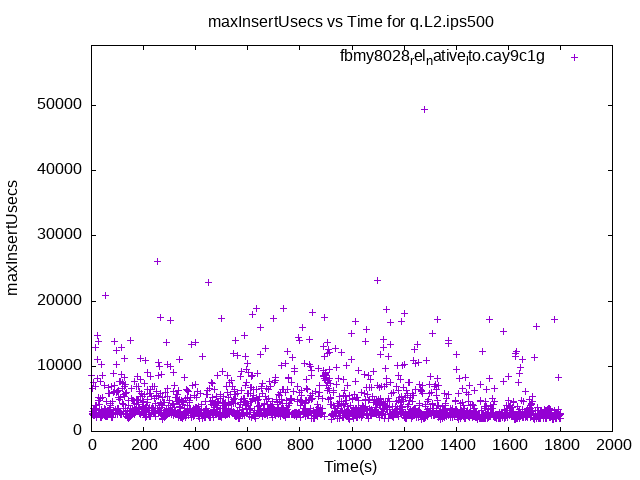 maxInsertUsecs vs Time for q.L2.ips500
fbmy8028relnativelto.cay9c1g
maxInsertUsecs
50000
40000
30000
20000
10000
0
0 200 400 600 800 1000 1200 1400 1600 1800 2000
Time(s)